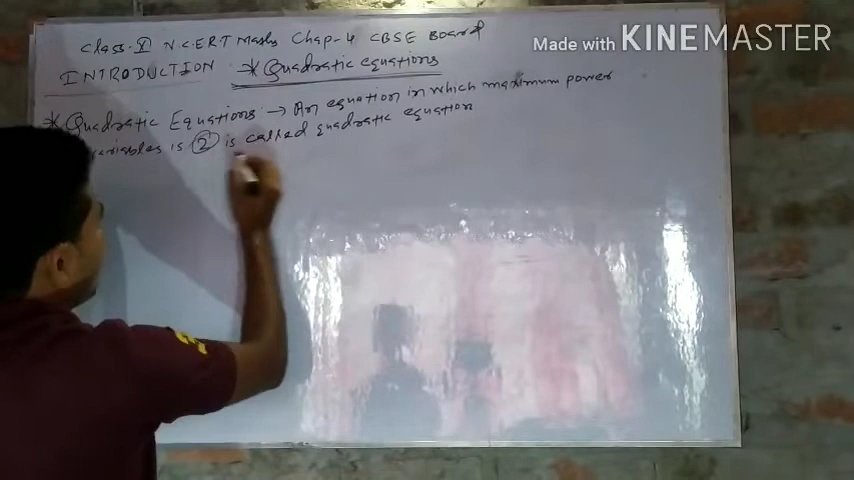 Class-X N.C.E.R.T Maths Chap-4 CBSE Board
Made with KINEMASTER
INTRODUCTION * Quadratic equations
* Quadratic Equations → An equation in which maximum power
variables is 2 is called quadratic equation